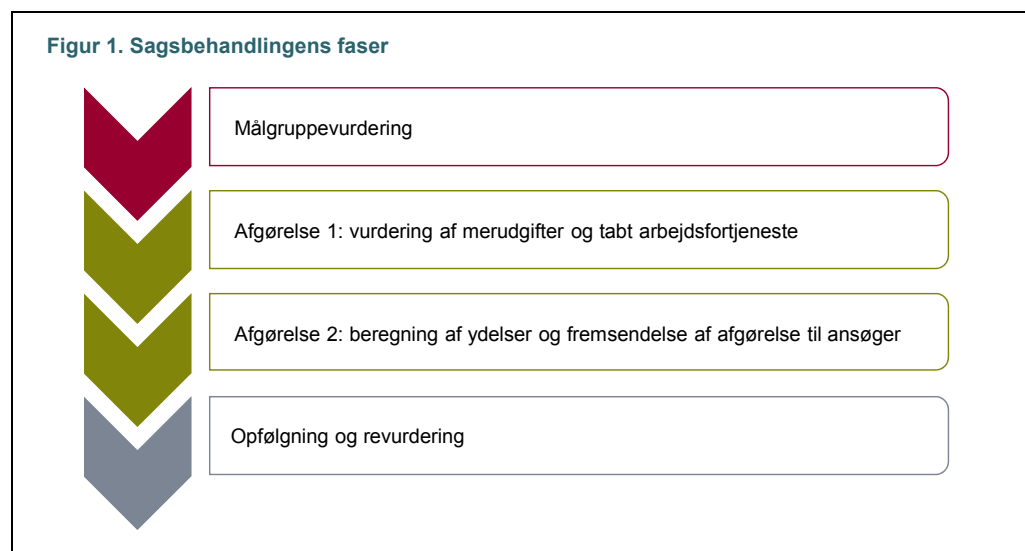 Figur 1. Sagsbehandlingens faser
Målgruppevurdering
Afgørelse 1: vurdering af merudgifter og tabt arbejdsfortjeneste
Afgørelse 2: beregning af ydelser og fremsendelse af afgørelse til ansøger
Opfølgning og revurdering